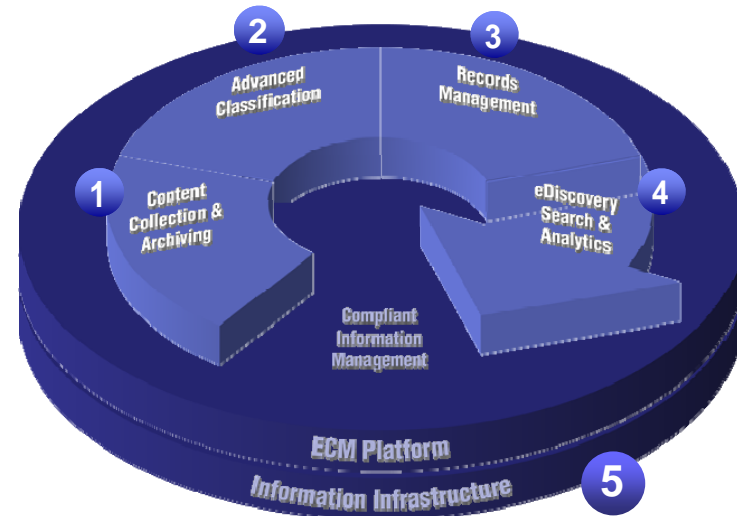 1
Content
Collection &
Archiving
2
Advanced
Classification
3
Records
Management
4
eDiscovery
Search &
Analytics
Compliant
Information
Management
ECM Platform
Information Infrastructure
5